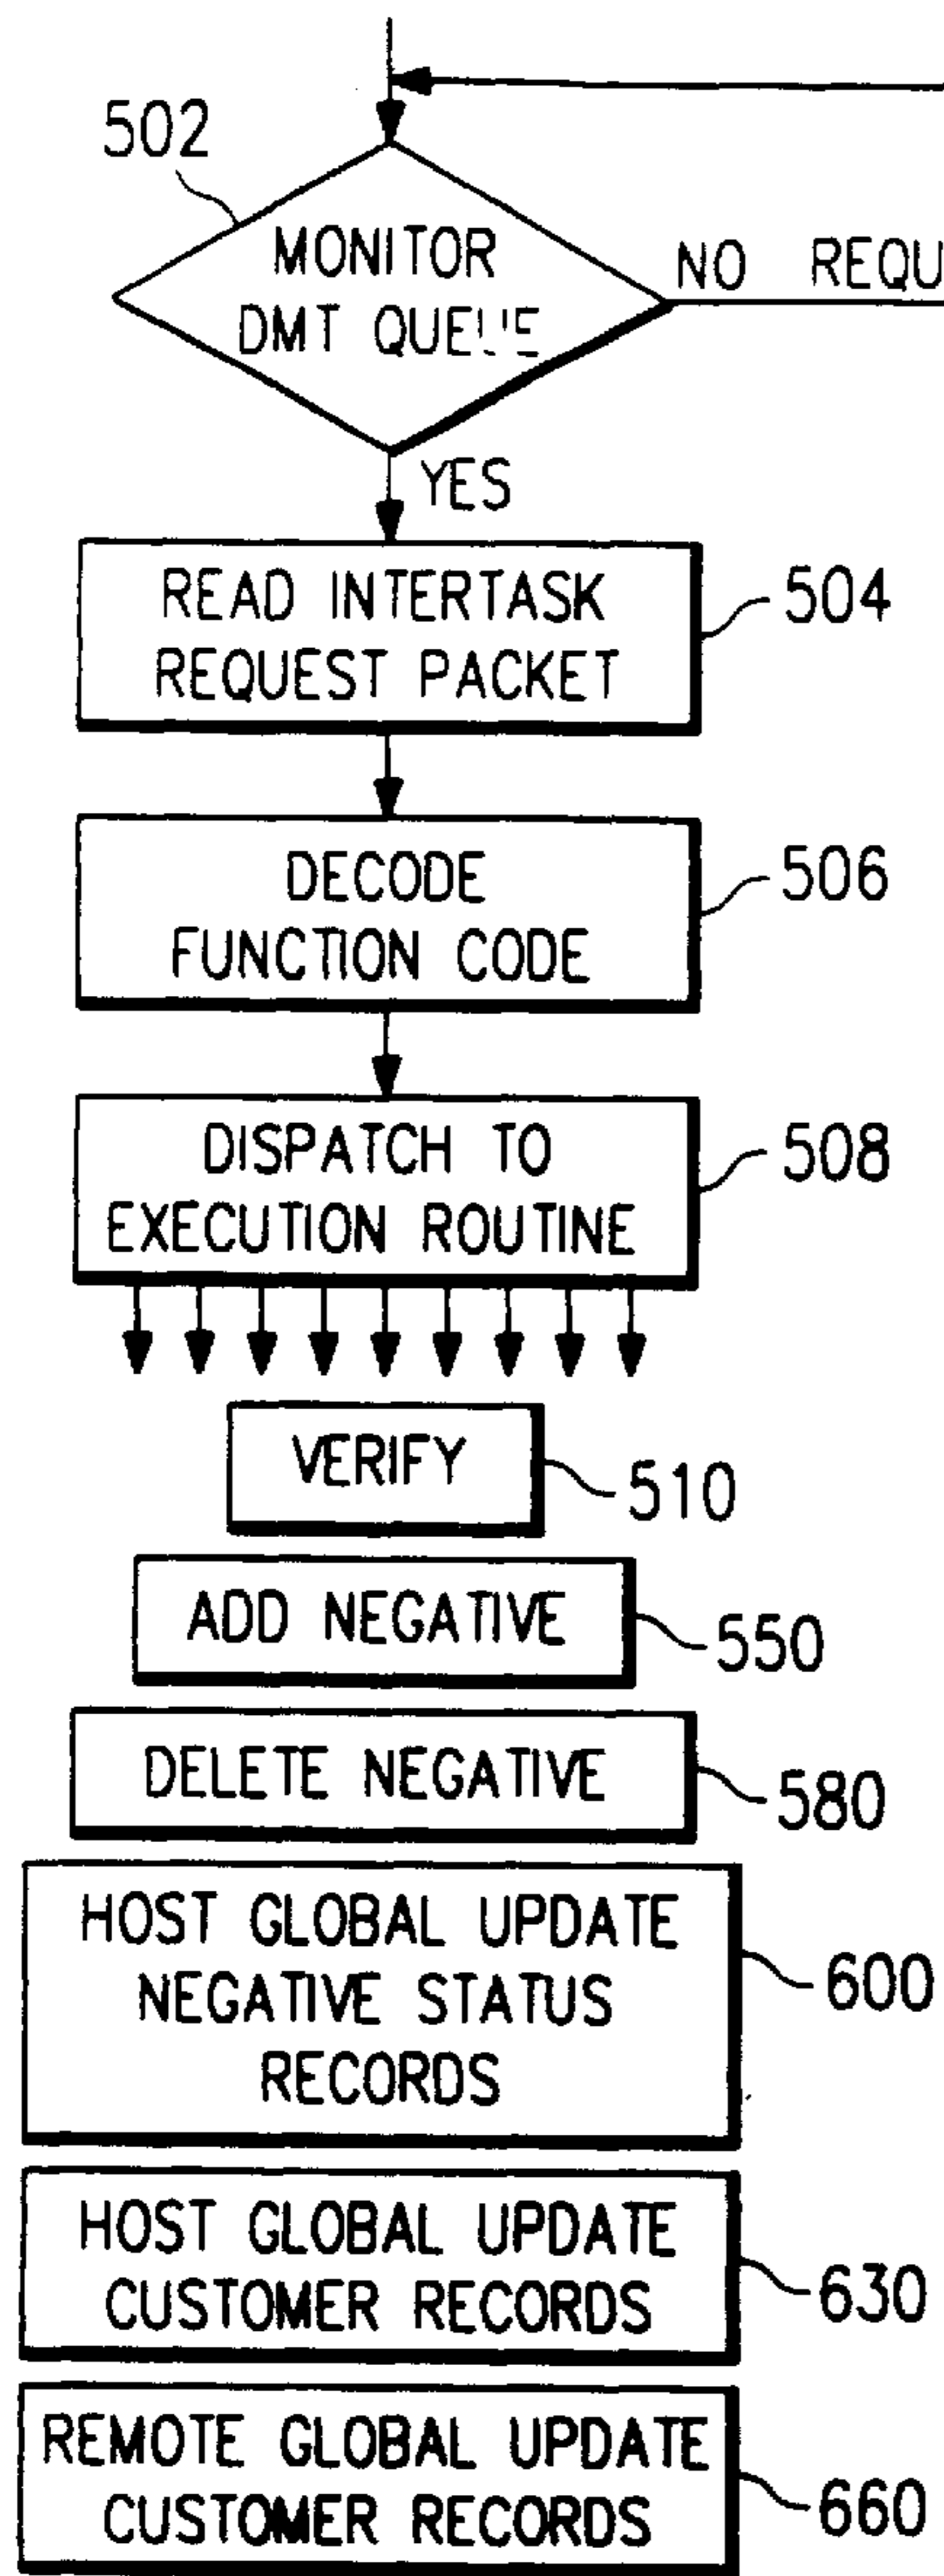 502
MONITOR
DMT QUEUE
NO REQU
YES
READ INTERTASK
REQUEST PACKET
504
DECODE
FUNCTION CODE
506
DISPATCH TO
EXECUTION ROUTINE
508
VERIFY
510
ADD NEGATIVE
550
DELETE NEGATIVE
580
HOST GLOBAL UPDATE
NEGATIVE STATUS
RECORDS
600
HOST GLOBAL UPDATE
CUSTOMER RECORDS
630
REMOTE GLOBAL UPDATE
CUSTOMER RECORDS
660